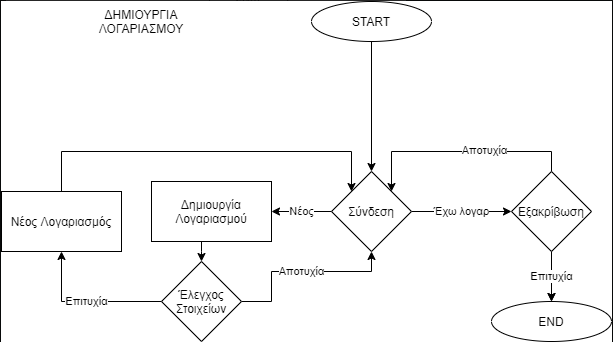 ΔΗΜΙΟΥΡΓΙΑ
ΛΟΓΑΡΙΑΣΜΟΥ
START
Αποτυχία
Νέος Λογαριασμός
Δημιουργία
Λογαριασμού
Νέος
Σύνδεση
Έχω λογαρ
Εξακρίβωση
Αποτυχία
Επιτυχία
Έλεγχος
Στοιχείων
Επιτυχία
END